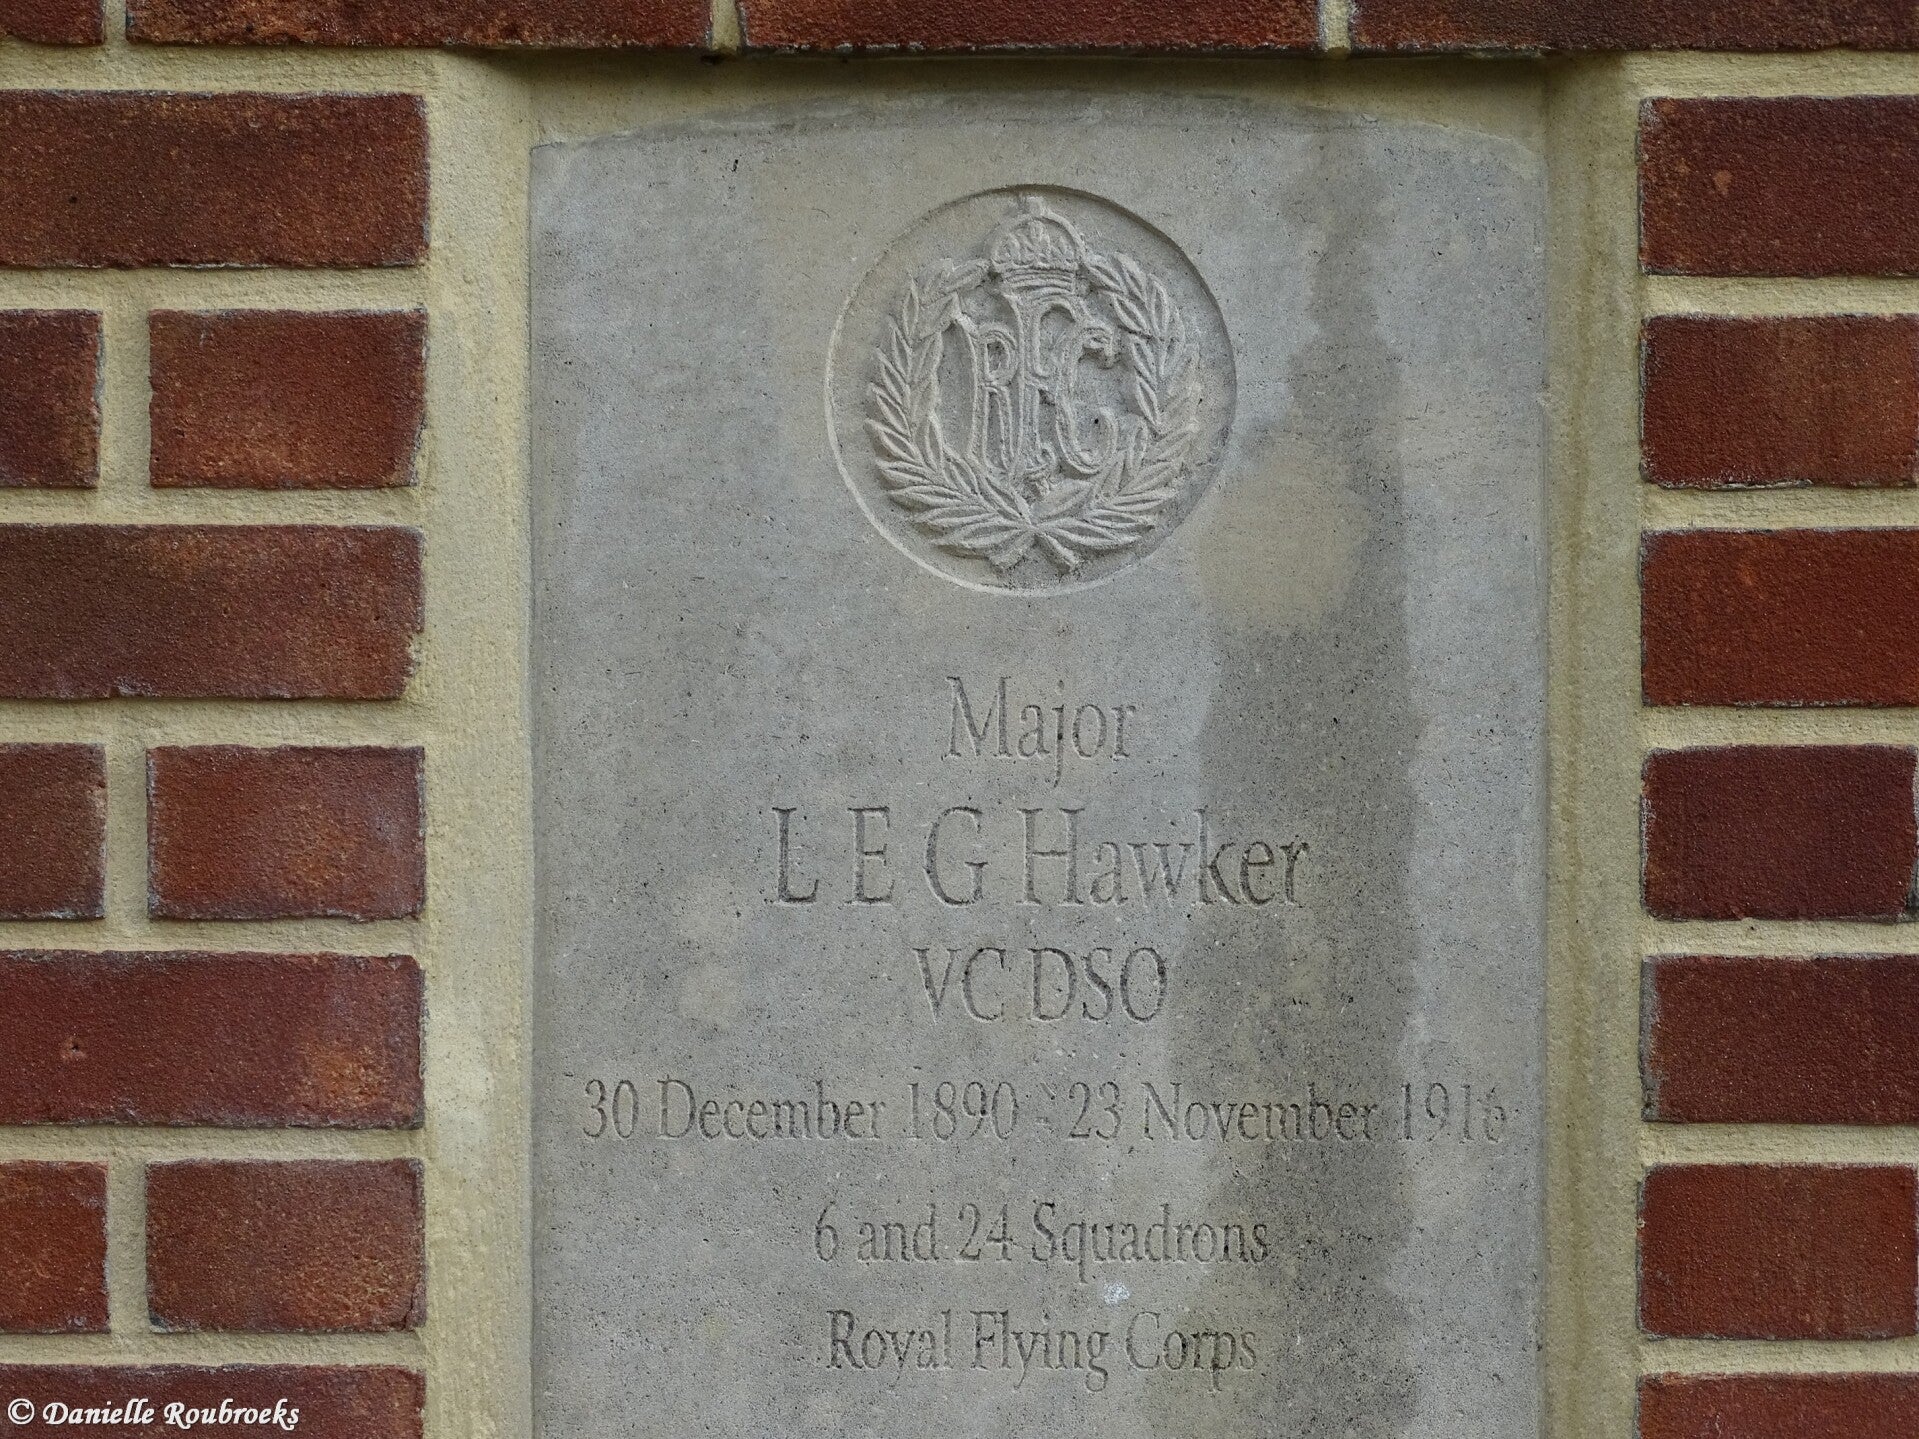 RFC
Major
L E G Hawker
VC DSO
30 December 1890 - 23 November 1916
6 and 24 Squadrons
Royal Flying Corps
© Danielle Roubroeks